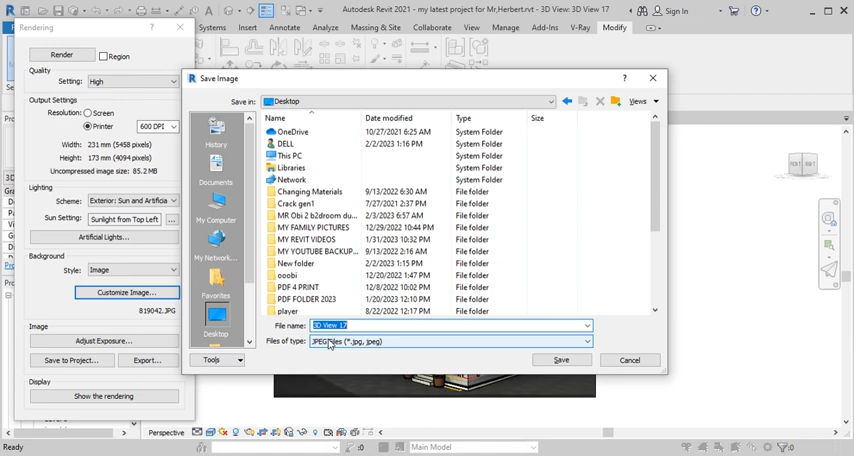 Autodesk Revit 2021 - my latest project for Mr,Herbert.rvt - 3D View: 3D View 17
Sign In
Systems Insert Annotate Analyze Massing & Site Collaborate View Manage Add-Ins V-Ray Modify
Rendering
Render Region
Quality
Setting: High
Output Settings
Resolution: Screen
Printer 600 DPI
Width: 231 mm (5458 pixels)
Height: 173 mm (4094 pixels)
Uncompressed image size: 85.2 MB
Lighting
Scheme: Exterior: Sun and Artificia
Sun Setting: Sunlight from Top Left ...
Artificial Lights...
Background
Style: Image
Customize Image...
819042.JPG
Image
Adjust Exposure...
Save to Project... Export...
Display
Show the rendering
Save Image
Save in: Desktop Views
Name Date modified Type Size
OneDrive 10/27/2021 6:25 AM System Folder
DELL 2/2/2023 1:16 PM System Folder
This PC System Folder
Libraries System Folder
Network System Folder
Changing Materials 9/13/2022 6:30 AM File folder
Crack gen1 7/27/2021 2:37 PM File folder
MR Obi 2 b2droom du... 2/3/2023 6:57 AM File folder
MY FAMILY PICTURES 12/29/2022 10:44 PM File folder
MY REVIT VIDEOS 1/31/2023 10:32 PM File folder
MY YOUTUBE BACKUP... 9/13/2022 2:16 AM File folder
New folder 2/2/2023 1:15 PM File folder
ooobi 12/20/2022 1:47 PM File folder
PDF 4 PRINT 12/8/2022 10:02 PM File folder
PDF FOLDER 2023 1/20/2023 12:10 PM File folder
player 8/22/2022 12:17 PM File folder
History
Documents
My Computer
My Network...
Favorites
Desktop
File name: 3D View 17
Files of type: JPEG Files (*.jpg, jpeg)
Tools Save Cancel
Perspective
Ready Main Model :0 :0